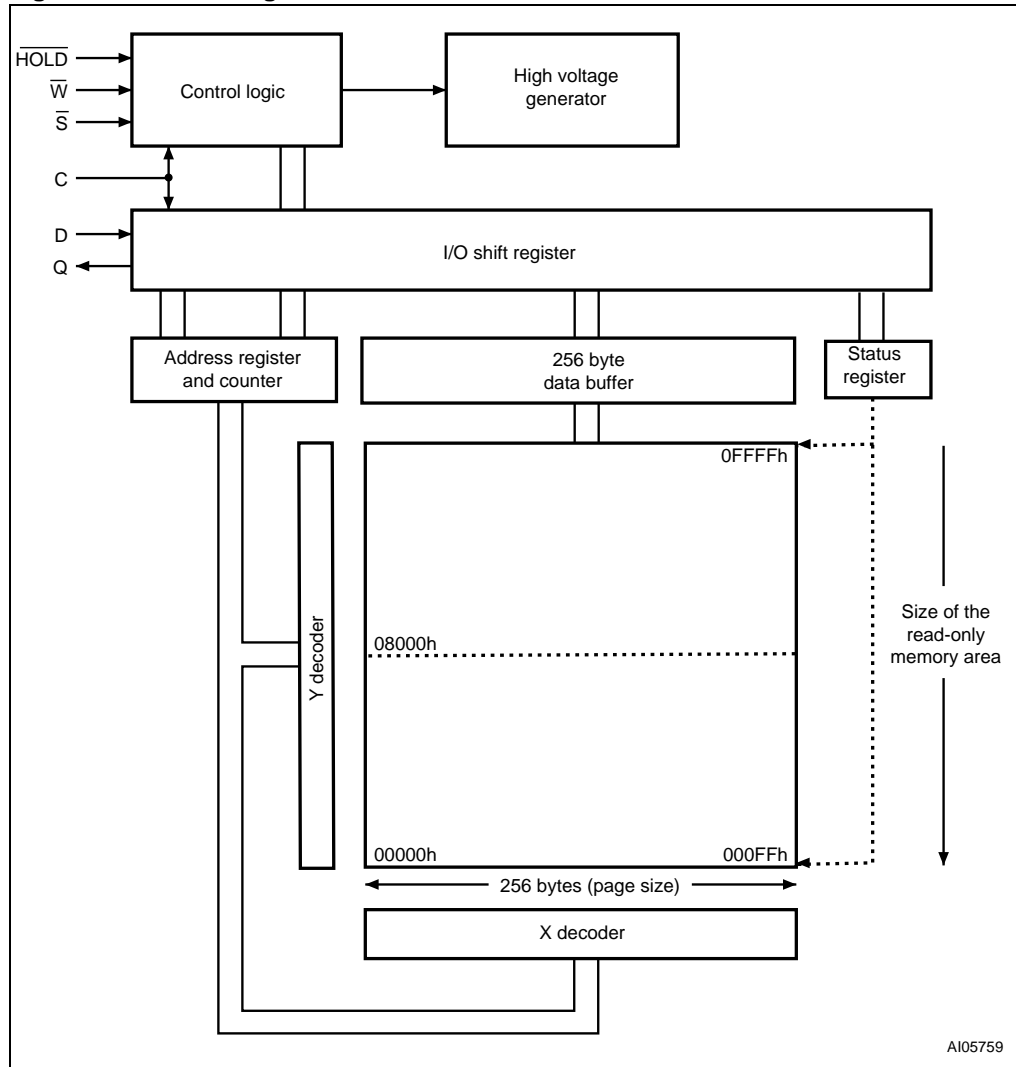 HOLD
W
S
C
D
Q
Control logic
High voltage
generator
I/O shift register
Address register
and counter
256 byte
data buffer
Status
register
0FFFFh
Y decoder
08000h
Size of the
read-only
memory area
00000h
000FFh
256 bytes (page size)
X decoder
AI05759